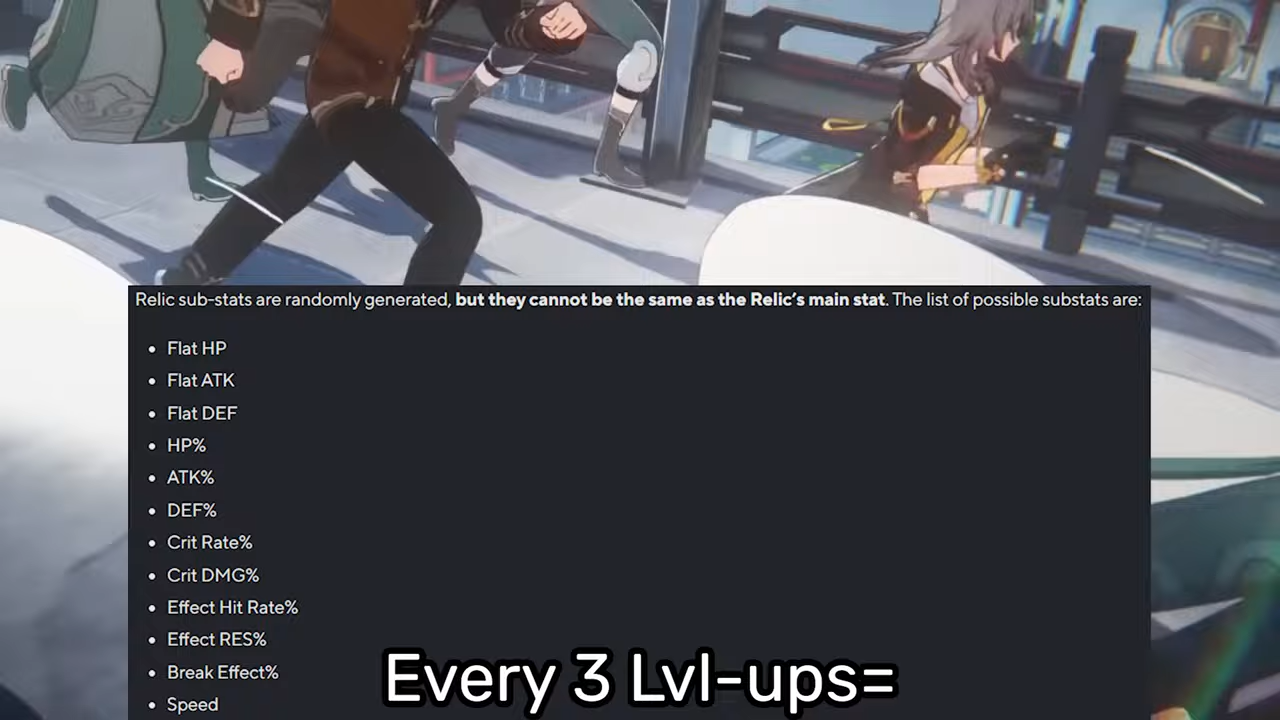 Relic sub-stats are randomly generated, but they cannot be the same as the Relic’s main stat. The list of possible substats are:
• Flat HP
• Flat ATK
• Flat DEF
• HP%
• ATK%
• DEF%
• Crit Rate%
• Crit DMG%
• Effect Hit Rate%
• Effect RES%
• Break Effect%
• Speed
Every 3 Lvl-ups=